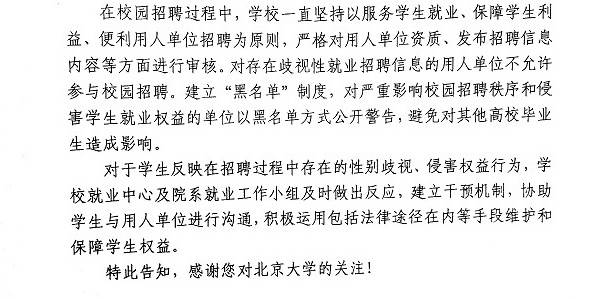 在校园招聘过程中，学校一直坚持以服务学生就业、保障学生利
益、便利用人单位招聘为原则，严格对用人单位资质、发布招聘信息
内容等方面进行审核。对存在歧视性就业招聘信息的用人单位不允许
参与校园招聘。建立“黑名单”制度，对严重影响校园招聘秩序和侵
害学生就业权益的单位以黑名单方式公开警告，避免对其他高校毕业
生造成影响。
对于学生反映在招聘过程中存在的性别歧视、侵害权益行为，学
校就业中心及院系就业工作小组及时做出反应，建立干预机制，协助
学生与用人单位进行沟通，积极运用包括法律途径在内等手段维护和
保障学生权益。
特此告知，感谢您对北京大学的关注！